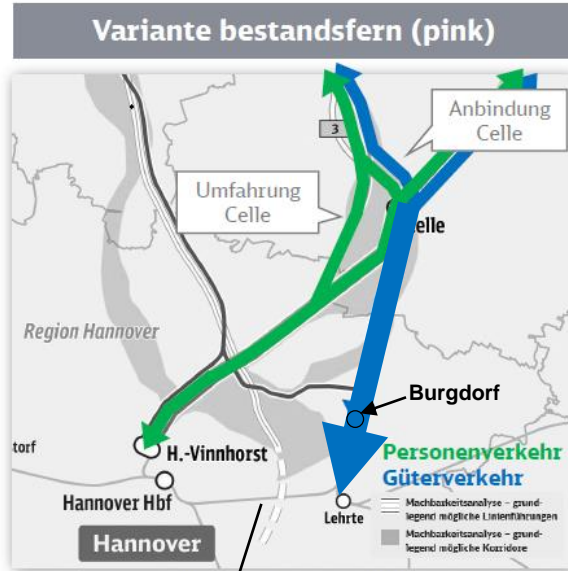 Variante bestandsfern (pink)
3
Anbindung
Celle
Umfahrung
Celle
elle
Region Hannover
Burgdorf
torf
H.-Vinnhorst
Personenverkehr
Güterverkehr
Hannover Hbf
Lehrte
Hannover
Machbarkeitsanalyse – grund-
legend mögliche Linienführungen
Machbarkeitsanalyse – grund-
legend mögliche Korridore